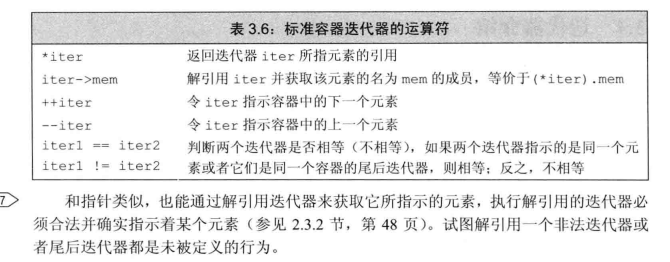 表 3.6：标准容器迭代器的运算符
*iter 返回迭代器 iter 所指元素的引用
iter->mem 解引用 iter 并获取该元素的名为 mem 的成员，等价于(*iter).mem
++iter 令 iter 指示容器中的下一个元素
--iter 令 iter 指示容器中的上一个元素
iter1 == iter2 判断两个迭代器是否相等（不相等），如果两个迭代器指示的是同一个元
iter1 != iter2 素或者它们是同一个容器的尾后迭代器，则相等；反之，不相等
和指针类似，也能通过解引用迭代器来获取它所指示的元素，执行解引用的迭代器必
须合法并确实指示着某个元素（参见 2.3.2 节，第 48 页）。试图解引用一个非法迭代器或
者尾后迭代器都是未被定义的行为。